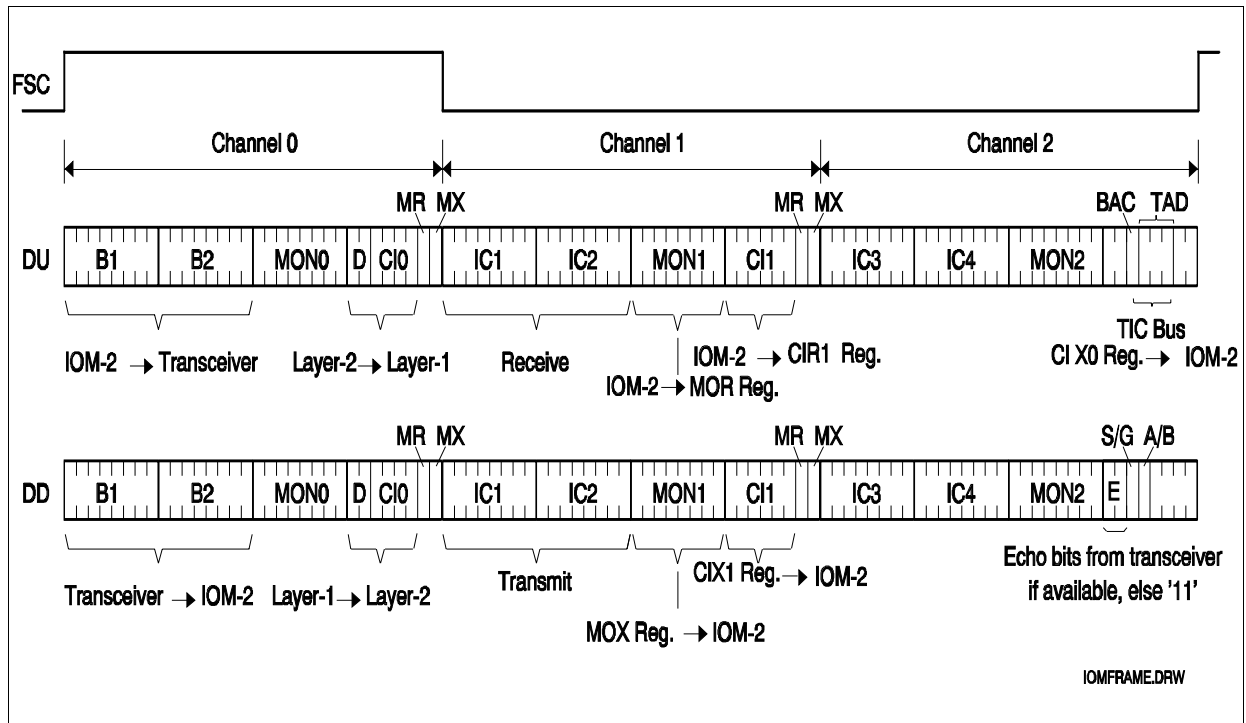 FSC
Channel 0 Channel 1 Channel 2
MR MX MR MX BAC TAD
DU B1 B2 MON0 D CI0 IC1 IC2 MON1 CI1 IC3 IC4 MON2
IOM-2 → Transceiver Layer-2 → Layer-1 Receive IOM-2 → CIR1 Reg. TIC Bus
IOM-2 → MOR Reg. CI X0 Reg. → IOM-2
MR MX MR MX S/G A/B
DD B1 B2 MON0 D CI0 IC1 IC2 MON1 CI1 IC3 IC4 MON2 E
Transceiver → IOM-2 Layer-1 → Layer-2 Transmit CIX1 Reg. → IOM-2 Echo bits from transceiver
if available, else '11'
MOX Reg. → IOM-2
IOMFRAME.DRW